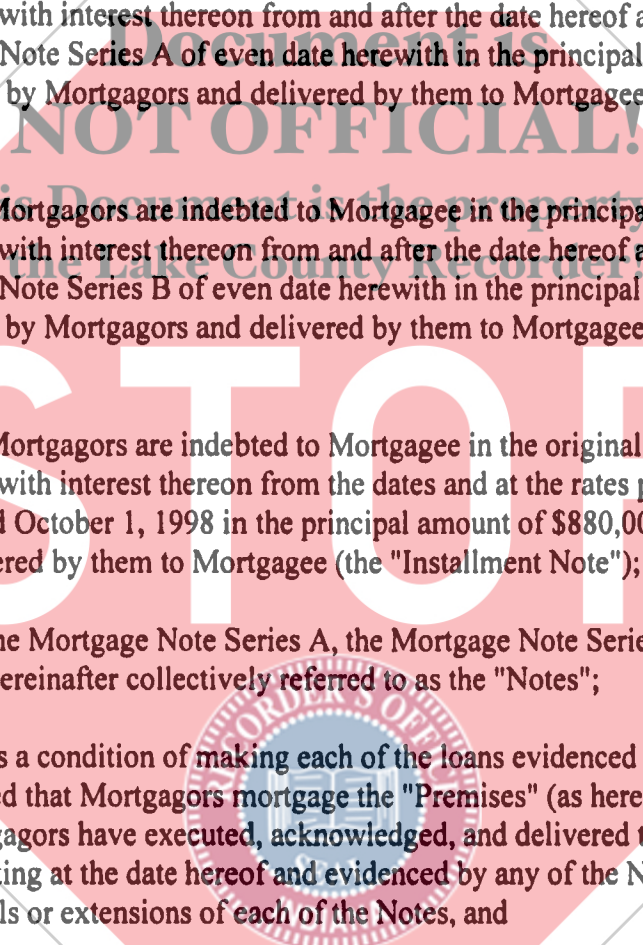 with interest thereon from and after the date hereof a
Document is
Note Series A of even date herewith in the principal
by Mortgagors and delivered by them to Mortgagee
NOT OFFICIAL!
is Document is the property
Mortgagors are indebted to Mortgagee in the principa
with interest thereon from and after the date hereof a
the Lake County Recorder!
Note Series B of even date herewith in the principal
by Mortgagors and delivered by them to Mortgagee
STOP
Mortgagors are indebted to Mortgagee in the original
with interest thereon from the dates and at the rates p
d October 1, 1998 in the principal amount of $880,00
ered by them to Mortgagee (the "Installment Note");
he Mortgage Note Series A, the Mortgage Note Serie
ereinafter collectively referred to as the "Notes";
RECORDER'S OFFICE
s a condition of making each of the loans evidenced
ed that Mortgagors mortgage the "Premises" (as here
gagors have executed, acknowledged, and delivered t
ting at the date hereof and evidenced by any of the N
SEAL
ls or extensions of each of the Notes, and
INDIANA